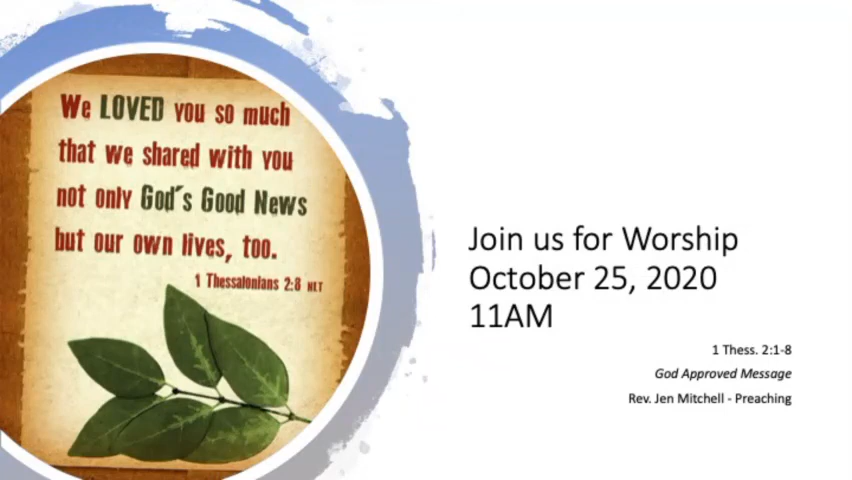 We LOVED you so much
that we shared with you
not only God's Good News
but our own lives, too.
1 Thessalonians 2:8 NLT
Join us for Worship
October 25, 2020
11AM
1 Thess. 2:1-8
God Approved Message
Rev. Jen Mitchell - Preaching